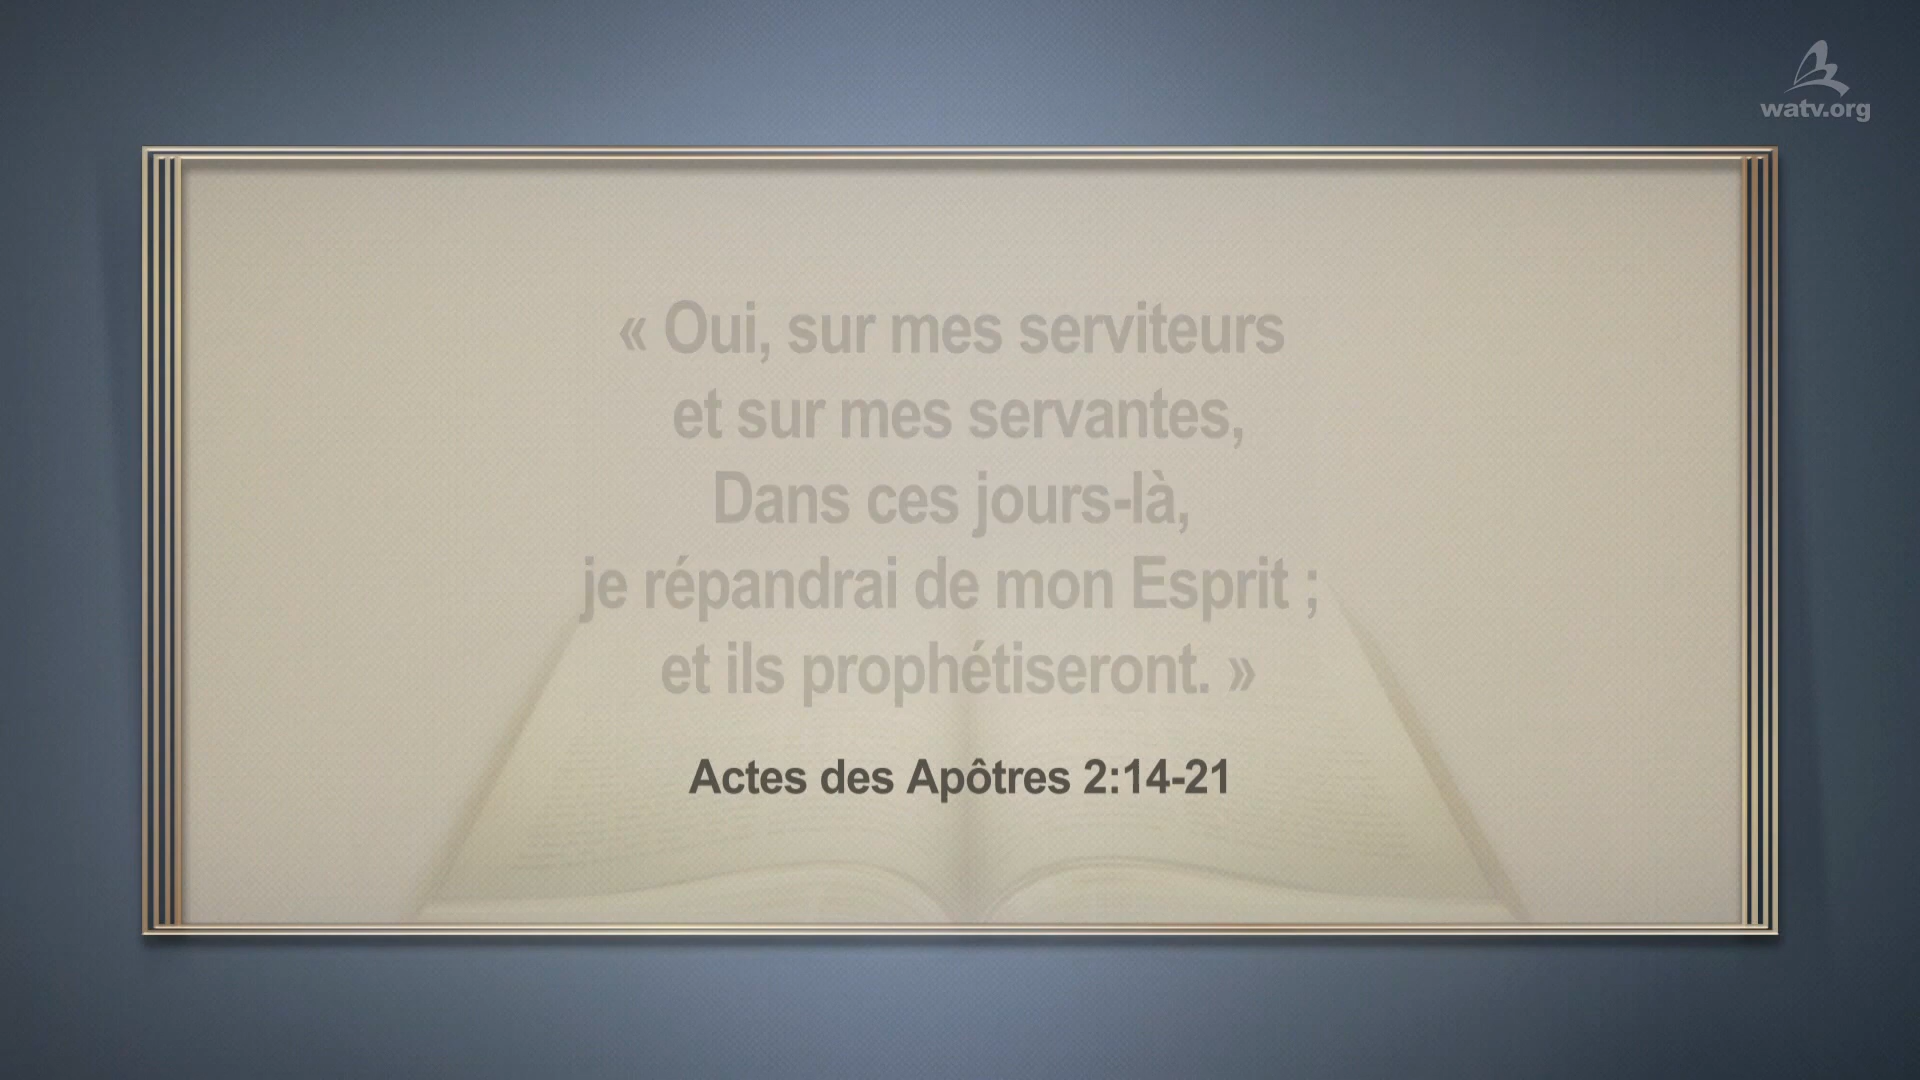 watv.org
« Oui, sur mes serviteurs
et sur mes servantes,
Dans ces jours-là,
je répandrai de mon Esprit ;
et ils prophétiseront. »
Actes des Apôtres 2:14-21